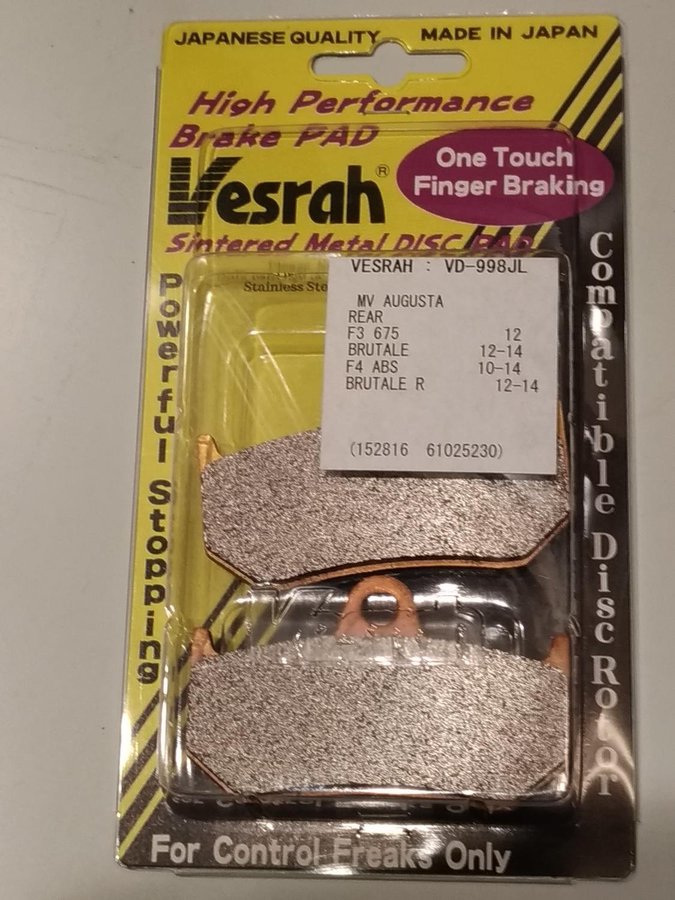 JAPANESE QUALITY MADE IN JAPAN
High Performance
Brake PAD
Vesrah®
One Touch
Finger Braking
Sintered Metal DISC PAD
Stainless
VESRAH : VD-998JL
MV AUGUSTA
REAR
F3 675 12
BRUTALE 12-14
F4 ABS 10-14
BRUTALE R 12-14
(152816 61025230)
Powerful Stopping
Compatible Disc Rotor
For Control Freaks Only